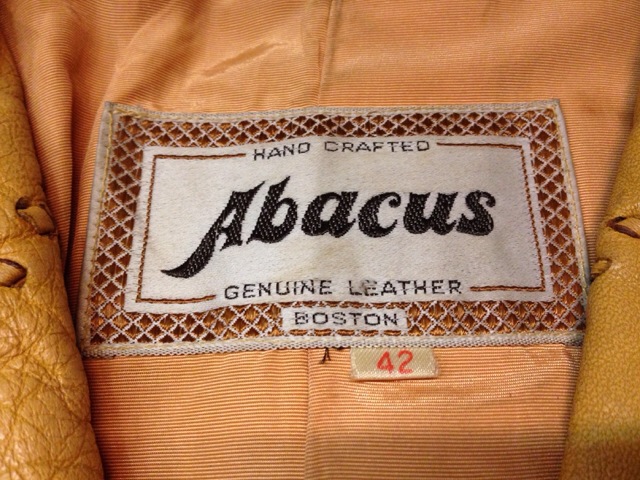 HAND CRAFTED
Abacus
GENUINE LEATHER
BOSTON
42